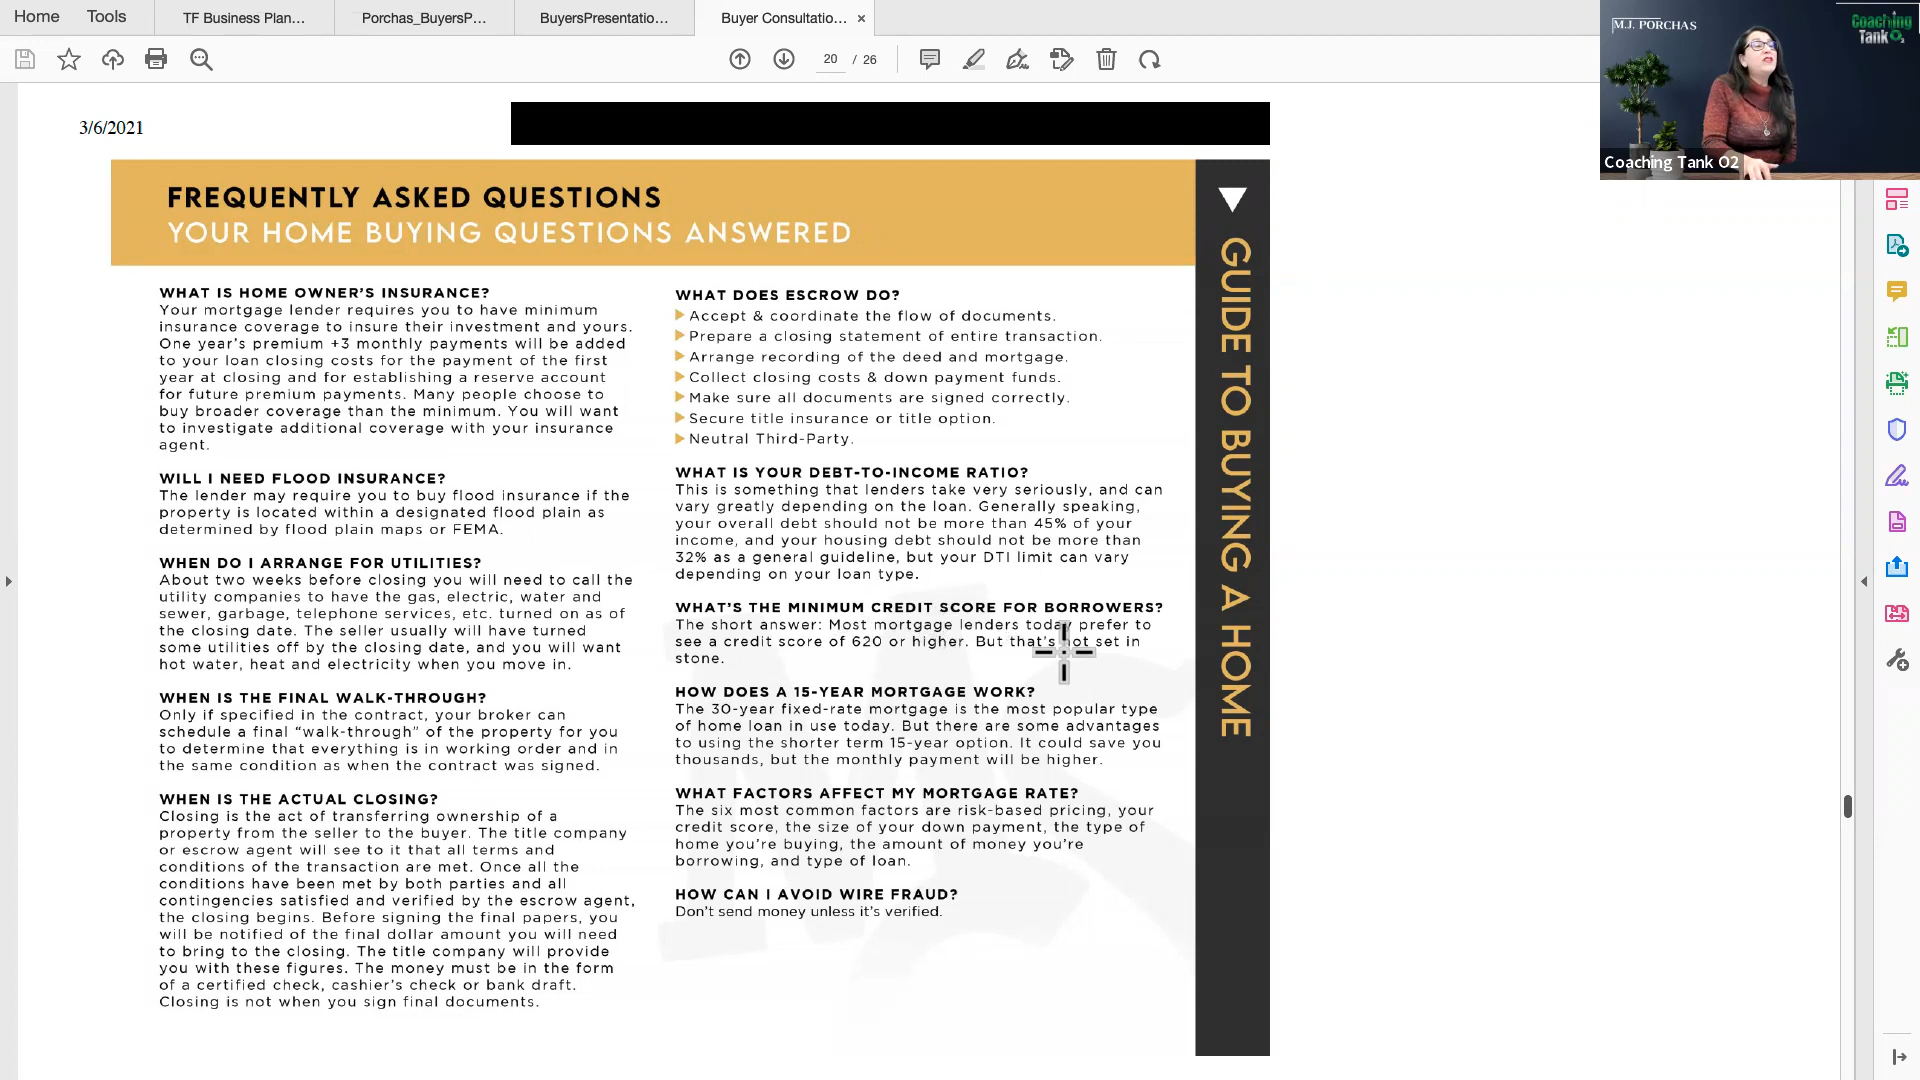 Home
Tools
TF Business Plan...
Porchas_BuyersP...
BuyersPresentatio...
Buyer Consultatio... ×
20 / 26
M.J. PORCHAS
Coaching
Tank O2
Coaching Tank O2
3/6/2021
FREQUENTLY ASKED QUESTIONS
YOUR HOME BUYING QUESTIONS ANSWERED
WHAT IS HOME OWNER'S INSURANCE?
Your mortgage lender requires you to have minimum
insurance coverage to insure their investment and yours.
One year's premium +3 monthly payments will be added
to your loan closing costs for the payment of the first
year at closing and for establishing a reserve account
for future premium payments. Many people choose to
buy broader coverage than the minimum. You will want
to investigate additional coverage with your insurance
agent.
WILL I NEED FLOOD INSURANCE?
The lender may require you to buy flood insurance if the
property is located within a designated flood plain as
determined by flood plain maps or FEMA.
WHEN DO I ARRANGE FOR UTILITIES?
About two weeks before closing you will need to call the
utility companies to have the gas, electric, water and
sewer, garbage, telephone services, etc. turned on as of
the closing date. The seller usually will have turned
some utilities off by the closing date, and you will want
hot water, heat and electricity when you move in.
WHEN IS THE FINAL WALK-THROUGH?
Only if specified in the contract, your broker can
schedule a final “walk-through” of the property for you
to determine that everything is in working order and in
the same condition as when the contract was signed.
WHEN IS THE ACTUAL CLOSING?
Closing is the act of transferring ownership of a
property from the seller to the buyer. The title company
or escrow agent will see to it that all terms and
conditions of the transaction are met. Once all the
conditions have been met by both parties and all
contingencies satisfied and verified by the escrow agent,
the closing begins. Before signing the final papers, you
will be notified of the final dollar amount you will need
to bring to the closing. The title company will provide
you with these figures. The money must be in the form
of a certified check, cashier's check or bank draft.
Closing is not when you sign final documents.
WHAT DOES ESCROW DO?
Accept & coordinate the flow of documents.
Prepare a closing statement of entire transaction.
Arrange recording of the deed and mortgage.
Collect closing costs & down payment funds.
Make sure all documents are signed correctly.
Secure title insurance or title option.
Neutral Third-Party.
WHAT IS YOUR DEBT-TO-INCOME RATIO?
This is something that lenders take very seriously, and can
vary greatly depending on the loan. Generally speaking,
your overall debt should not be more than 45% of your
income, and your housing debt should not be more than
32% as a general guideline, but your DTI limit can vary
depending on your loan type.
WHAT'S THE MINIMUM CREDIT SCORE FOR BORROWERS?
The short answer: Most mortgage lenders today prefer to
see a credit score of 620 or higher. But that's not set in
stone.
HOW DOES A 15-YEAR MORTGAGE WORK?
The 30-year fixed-rate mortgage is the most popular type
of home loan in use today. But there are some advantages
to using the shorter term 15-year option. It could save you
thousands, but the monthly payment will be higher.
WHAT FACTORS AFFECT MY MORTGAGE RATE?
The six most common factors are risk-based pricing, your
credit score, the size of your down payment, the type of
home you're buying, the amount of money you're
borrowing, and type of loan.
HOW CAN I AVOID WIRE FRAUD?
Don't send money unless it's verified.
GUIDE TO BUYING A HOME